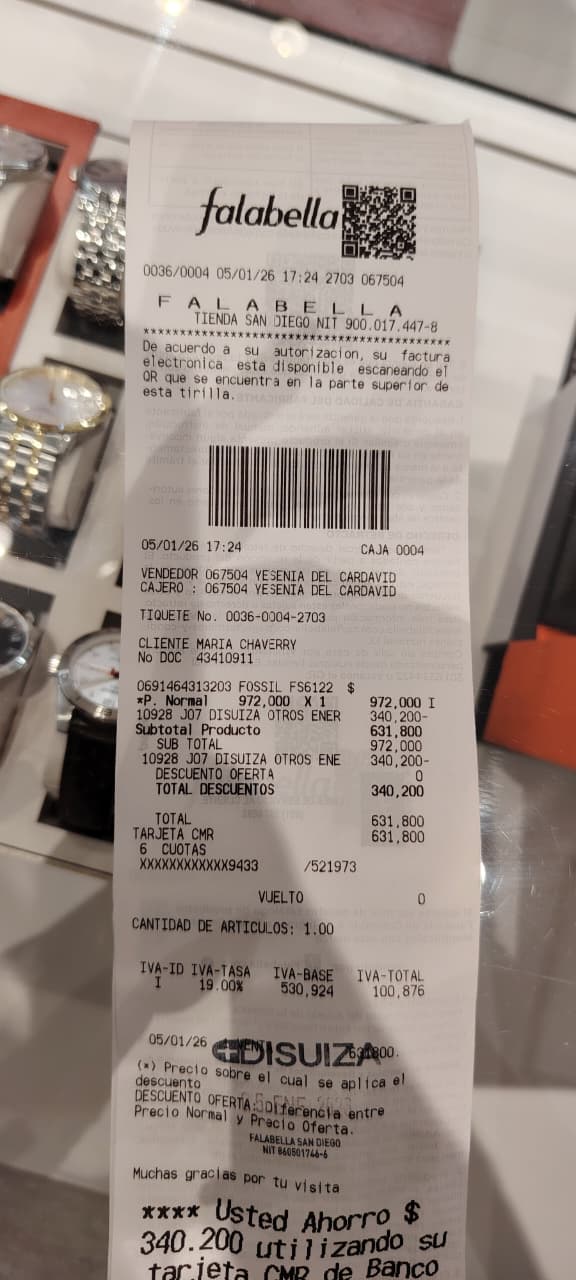 falabella
0036/0004 05/01/26 17:24 2703 067504
F A L A B E L L A
TIENDA SAN DIEGO NIT 900.017.447-8
******************************************
De acuerdo a su autorizacion, su factura
electronica esta disponible escaneando el
QR que se encuentra en la parte superior de
esta tirilla.
05/01/26 17:24 CAJA 0004
VENDEDOR 067504 YESENIA DEL CARDAVID
CAJERO : 067504 YESENIA DEL CARDAVID
TIQUETE No. 0036-0004-2703
CLIENTE MARIA CHAVERRY
No DOC 43410911
0691464313203 FOSSIL FS6122 $
*P. Normal 972,000 X 1 972,000 I
10928 J07 DISUIZA OTROS ENER 340,200-
Subtotal Producto 631,800
SUB TOTAL 972,000
10928 J07 DISUIZA OTROS ENE 340,200-
DESCUENTO OFERTA 0
TOTAL DESCUENTOS 340,200
TOTAL 631,800
TARJETA CMR 631,800
6 CUOTAS
XXXXXXXXXXXX9433 /521973
VUELTO 0
CANTIDAD DE ARTICULOS: 1.00
IVA-ID IVA-TASA IVA-BASE IVA-TOTAL
I 19.00% 530,924 100,876
05/01/26
DISUIZA
(*) Precio sobre el cual se aplica el
descuento
DESCUENTO OFERTA: Diferencia entre
Precio Normal y Precio Oferta.
FALABELLA SAN DIEGO
NIT 860501746-6
Muchas gracias por tu visita
**** Usted Ahorro $
340.200 utilizando su
tarjeta CMR de Banco